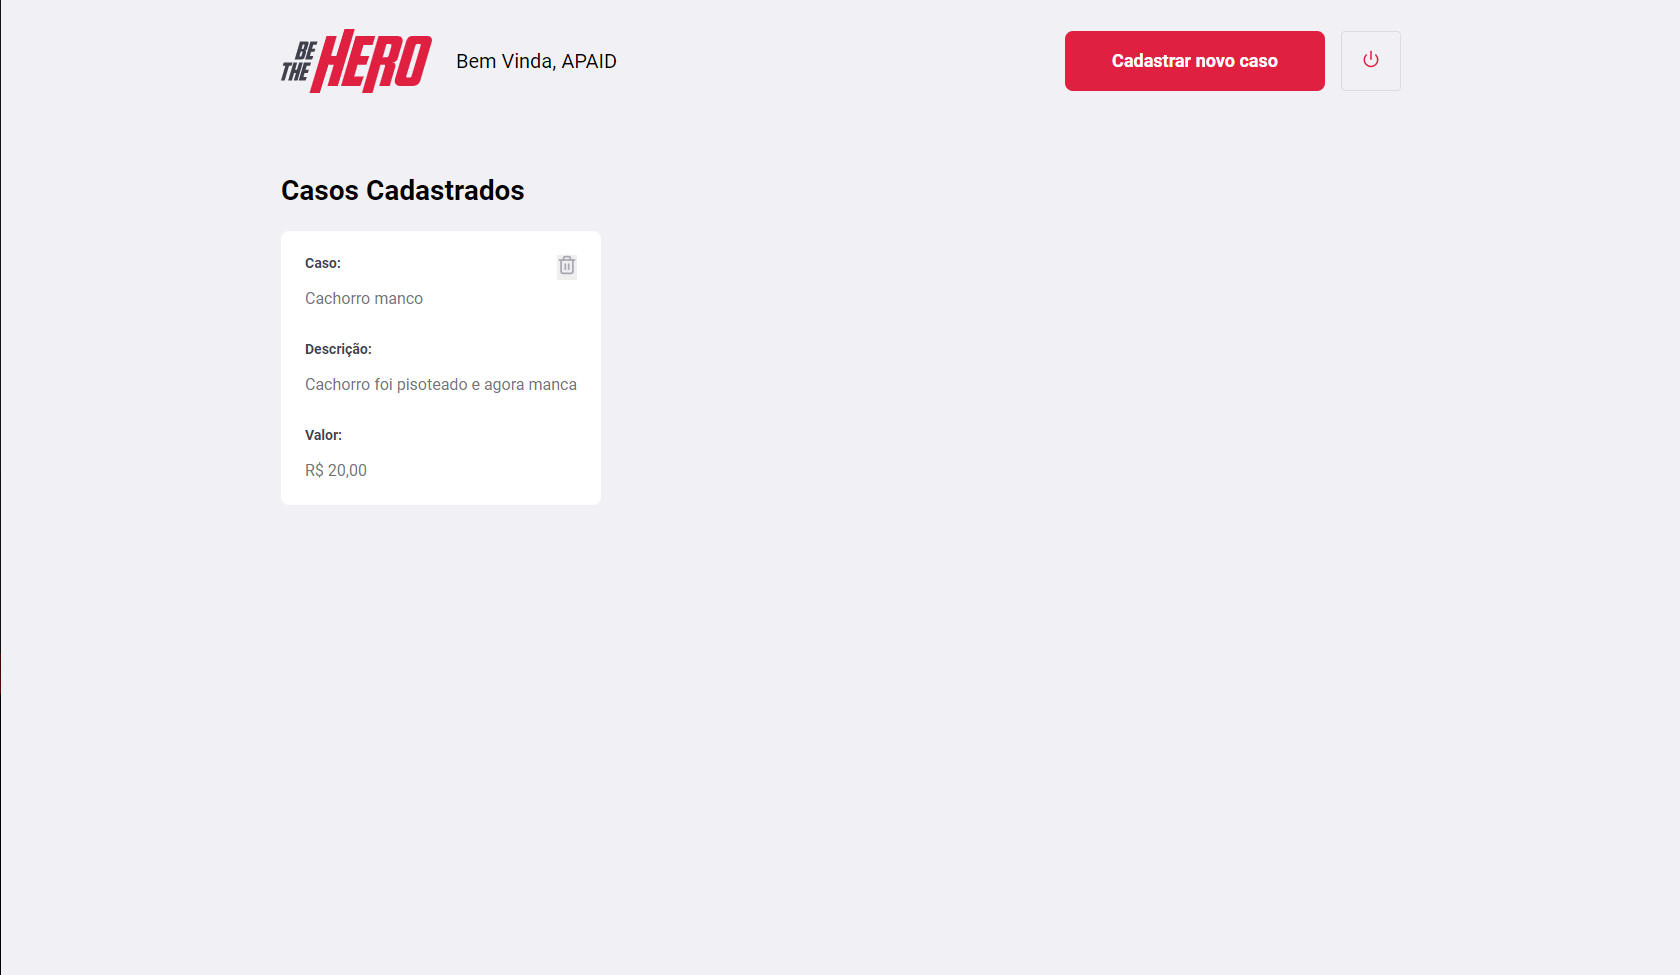 BE THE HERO
Bem Vinda, APAID
Cadastrar novo caso
Casos Cadastrados
Caso:
Cachorro manco
Descrição:
Cachorro foi pisoteado e agora manca
Valor:
R$ 20,00